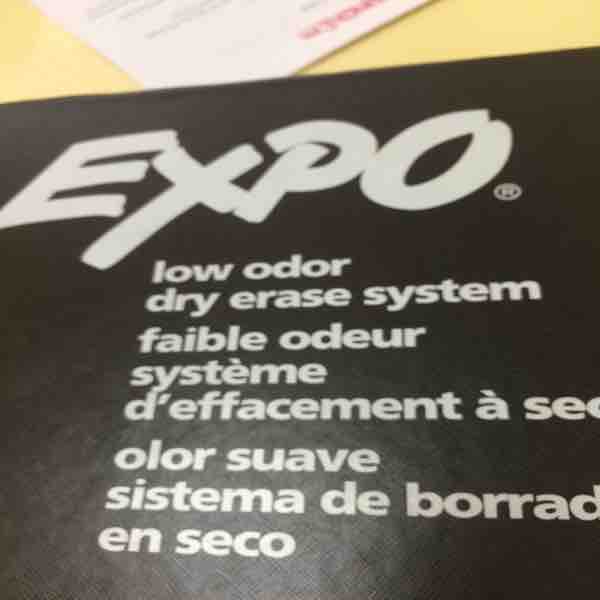 EXPO®
low odor
dry erase system
faible odeur
système
d'effacement à sec
olor suave
sistema de borrad
en seco